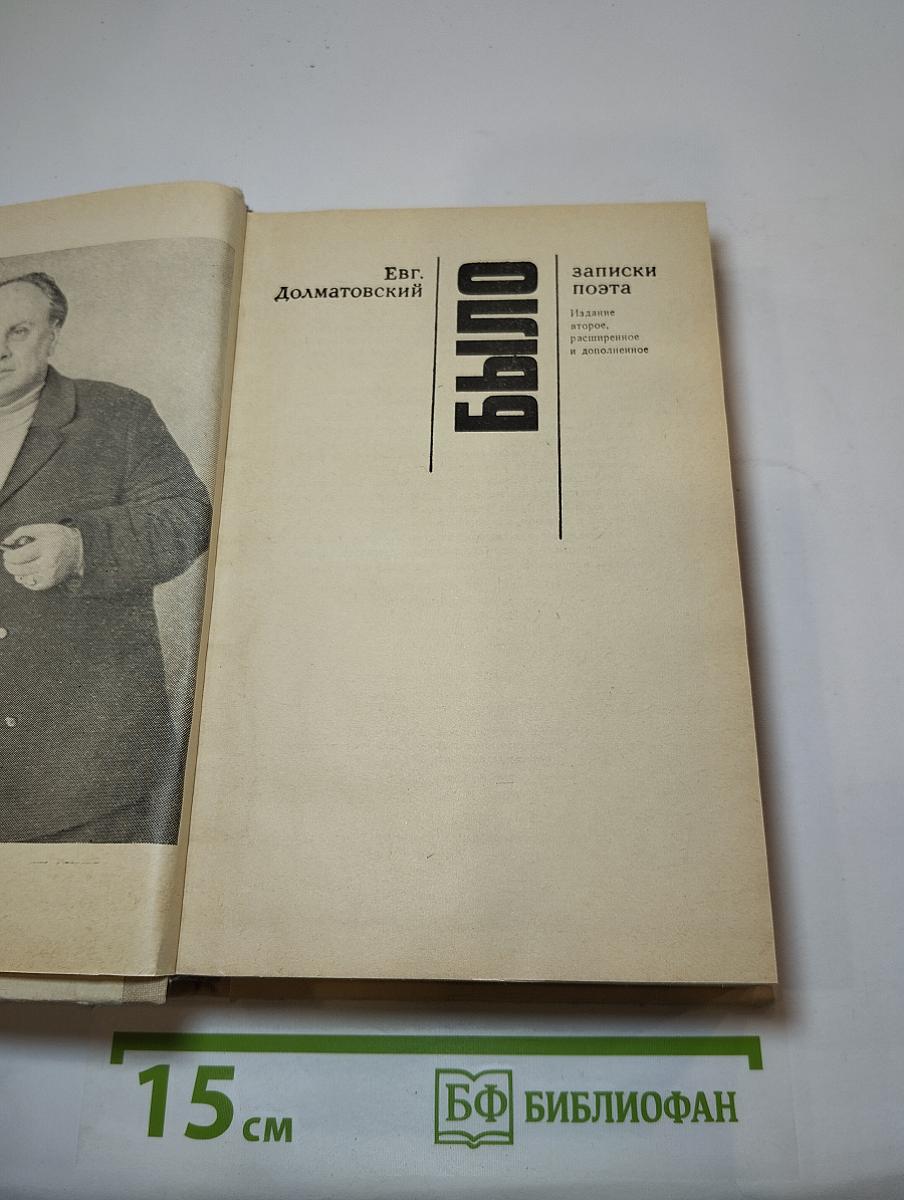 Евг.
Долматовский
БЫЛО
записки
поэта
Издание
второе,
расширенное
и дополненное
15 см
БФ БИБЛИОФАН